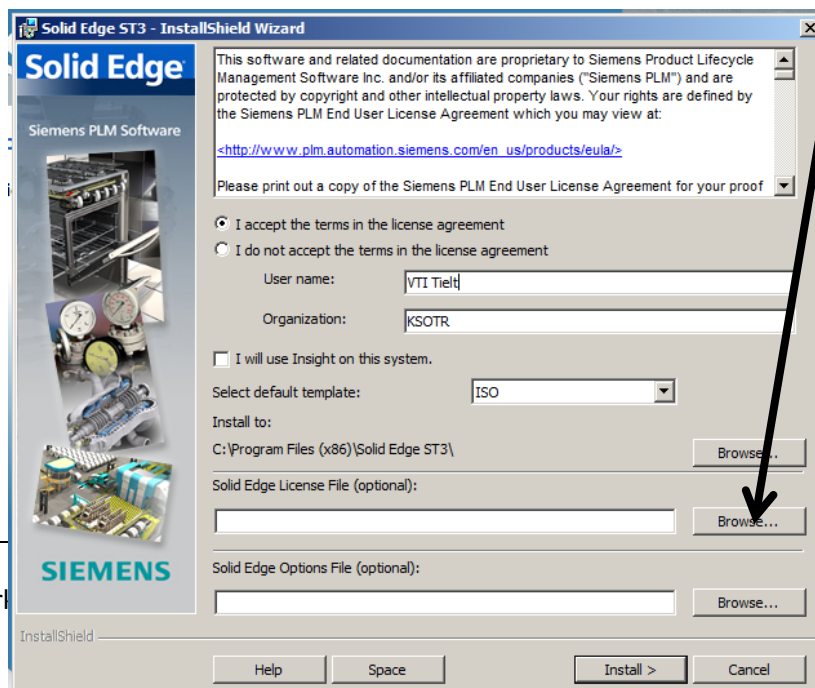 Solid Edge ST3 - InstallShield Wizard
Solid Edge
Siemens PLM Software
SIEMENS
This software and related documentation are proprietary to Siemens Product Lifecycle
Management Software Inc. and/or its affiliated companies ("Siemens PLM") and are
protected by copyright and other intellectual property laws. Your rights are defined by
the Siemens PLM End User License Agreement which you may view at:
<http://www.plm.automation.siemens.com/en_us/products/eula/>
Please print out a copy of the Siemens PLM End User License Agreement for your proof
I accept the terms in the license agreement
I do not accept the terms in the license agreement
User name: VTI Tielt
Organization: KSOTR
I will use Insight on this system.
Select default template: ISO
Install to:
C:\Program Files (x86)\Solid Edge ST3\ Browse...
Solid Edge License File (optional):
Browse...
Solid Edge Options File (optional):
Browse...
InstallShield
Help Space Install > Cancel